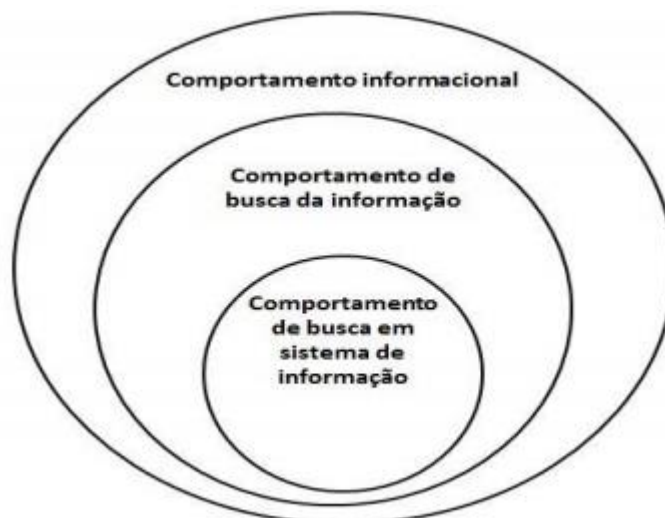 Comportamento informacional
Comportamento de
busca da informação
Comportamento
de busca em
sistema de
informação